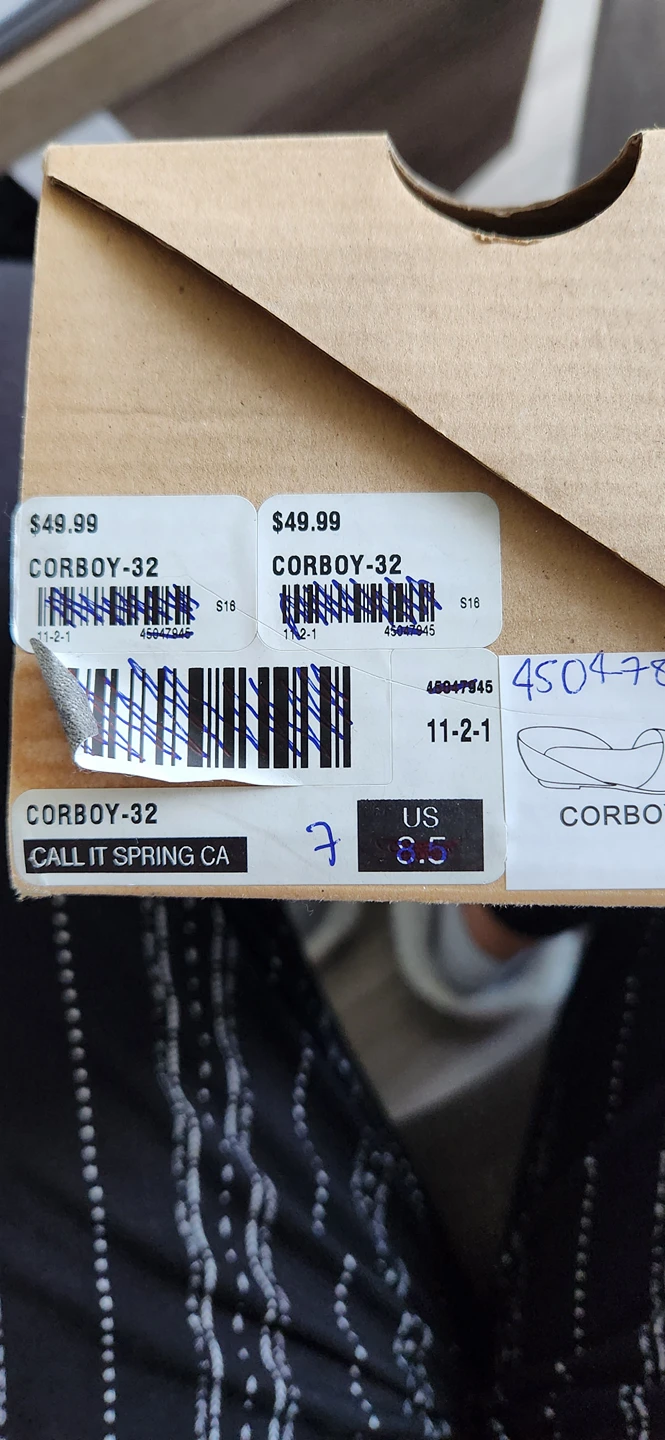 $49.99
CORBOY-32
S16
11-2-1
45047945
$49.99
CORBOY-32
S16
11-2-1
45047945
45047945
11-2-1
CORBOY-32
CALL IT SPRING CA
7
US
8.5
450478
CORBO